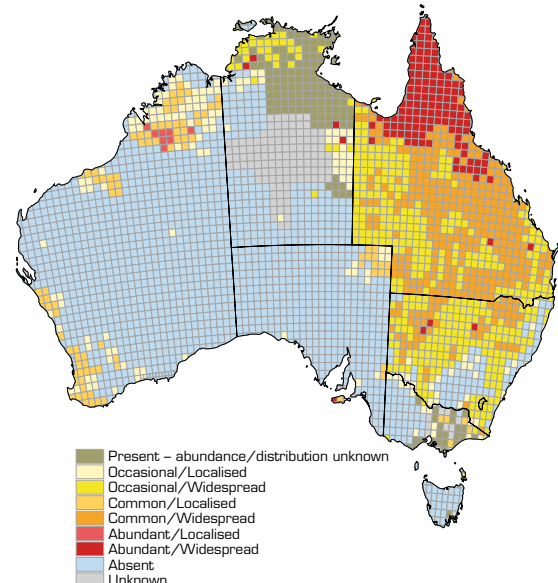 Present – abundance/distribution unknown
Occasional/Localised
Occasional/Widespread
Common/Localised
Common/Widespread
Abundant/Localised
Abundant/Widespread
Absent
Unknown